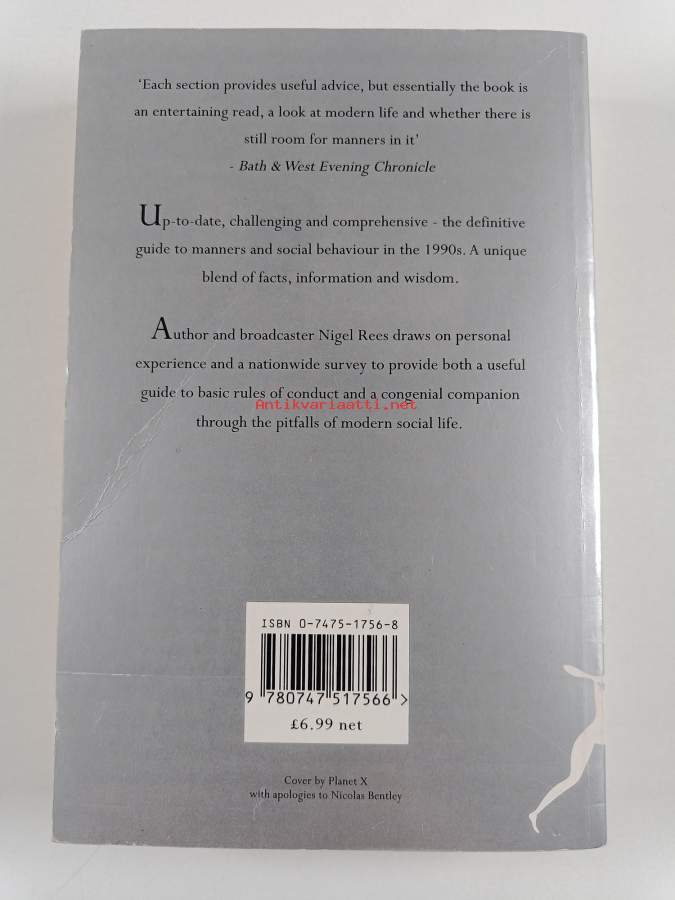 ‘Each section provides useful advice, but essentially the book is
an entertaining read, a look at modern life and whether there is
still room for manners in it’
- Bath & West Evening Chronicle
Up-to-date, challenging and comprehensive - the definitive
guide to manners and social behaviour in the 1990s. A unique
blend of facts, information and wisdom.
Author and broadcaster Nigel Rees draws on personal
experience and a nationwide survey to provide both a useful
guide to basic rules of conduct and a congenial companion
Antikvariaatti.net
through the pitfalls of modern social life.
ISBN 0-7475-1756-8
9 780747 517566 >
£6.99 net
Cover by Planet X
with apologies to Nicolas Bentley